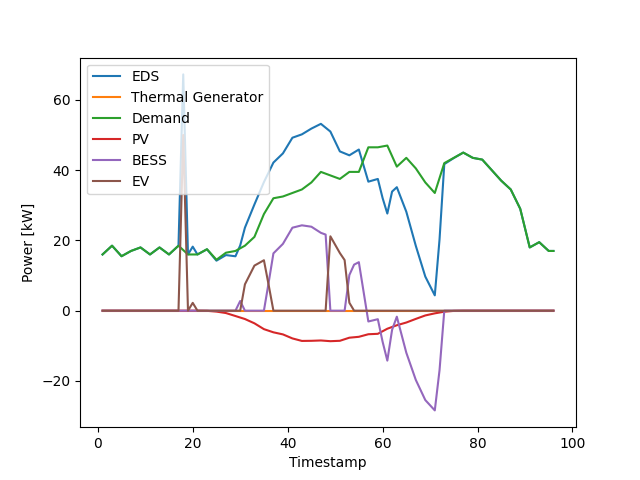 EDS
Thermal Generator
Demand
PV
BESS
EV
Power [kW]
60
40
20
0
−20
0 20 40 60 80 100
Timestamp